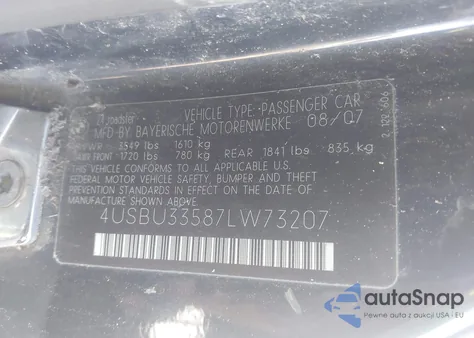 Z4 roadster VEHICLE TYPE-PASSENGER CAR
MFD BY BAYERISCHE MOTORENWERKE 08/07
GVWR 3549 lbs 1610 kg
GAWR FRONT 1720 lbs 780 kg REAR 1841 lbs 835 kg
THIS VEHICLE CONFORMS TO ALL APPLICABLE
FEDERAL MOTOR VEHICLE SAFETY, BUMPER AND THEFT
PREVENTION STANDARDS IN EFFECT ON THE DATE OF
MANUFACTURE SHOWN ABOVE.
4USBU33587LW73207
autoSnap
Pewne auta z aukcji USA i EU